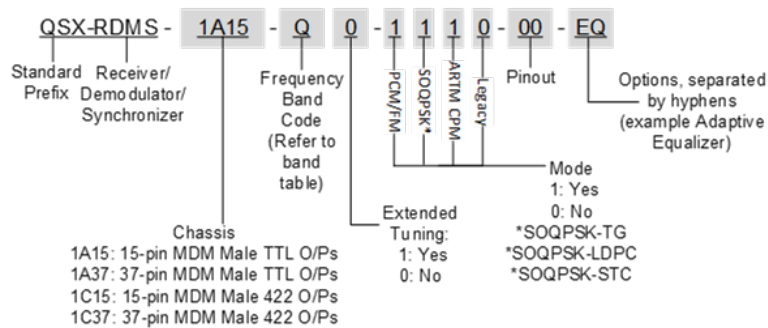 QSX-RDMS - 1A15 - Q 0 - 1 1 1 0 - 00 - EQ
Standard Prefix
Receiver/ Demodulator/ Synchronizer
Frequency
Band
Code
(Refer to
band
table)
PCM/FM
SOQPSK*
ARTM CPM
Legacy
Pinout
Options, separated
by hyphens
(example Adaptive
Equalizer)
Chassis
1A15: 15-pin MDM Male TTL O/Ps
1A37: 37-pin MDM Male TTL O/Ps
1C15: 15-pin MDM Male 422 O/Ps
1C37: 37-pin MDM Male 422 O/Ps
Extended
Tuning:
1: Yes
0: No
Mode
1: Yes
0: No
*SOQPSK-TG
*SOQPSK-LDPC
*SOQPSK-STC